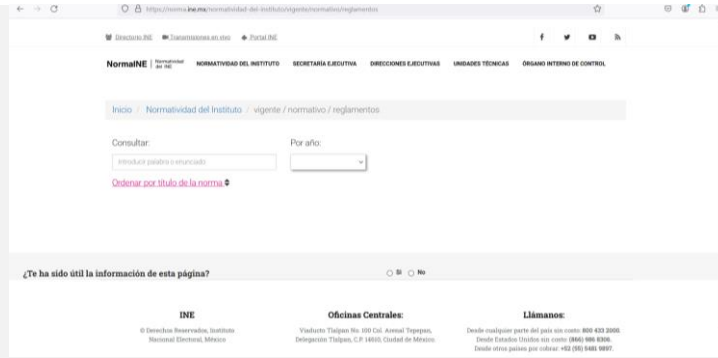 https://norma.ine.mx/normatividad-del-instituto/vigente/normativo/reglamentos
Directorio INE Transmisiones en vivo Portal INE
NormaINE | Normatividad del INE NORMATIVIDAD DEL INSTITUTO SECRETARÍA EJECUTIVA DIRECCIONES EJECUTIVAS UNIDADES TÉCNICAS ÓRGANO INTERNO DE CONTROL
Inicio / Normatividad del Instituto / vigente / normativo / reglamentos
Consultar: Por año:
Introducir palabra o enunciado
Ordenar por título de la norma
¿Te ha sido útil la información de esta página? Sí No
INE Oficinas Centrales: Llámanos:
© Derechos Reservados, Instituto Viaducto Tlalpan No. 100 Col. Arenal Tepepan, Desde cualquier parte del país sin costo: 800 433 2000.
Nacional Electoral, México Delegación Tlalpan, C.P. 14610, Ciudad de México. Desde Estados Unidos sin costo: (866) 986 8306.
Desde otros países por cobrar: +52 (55) 5481 9897.